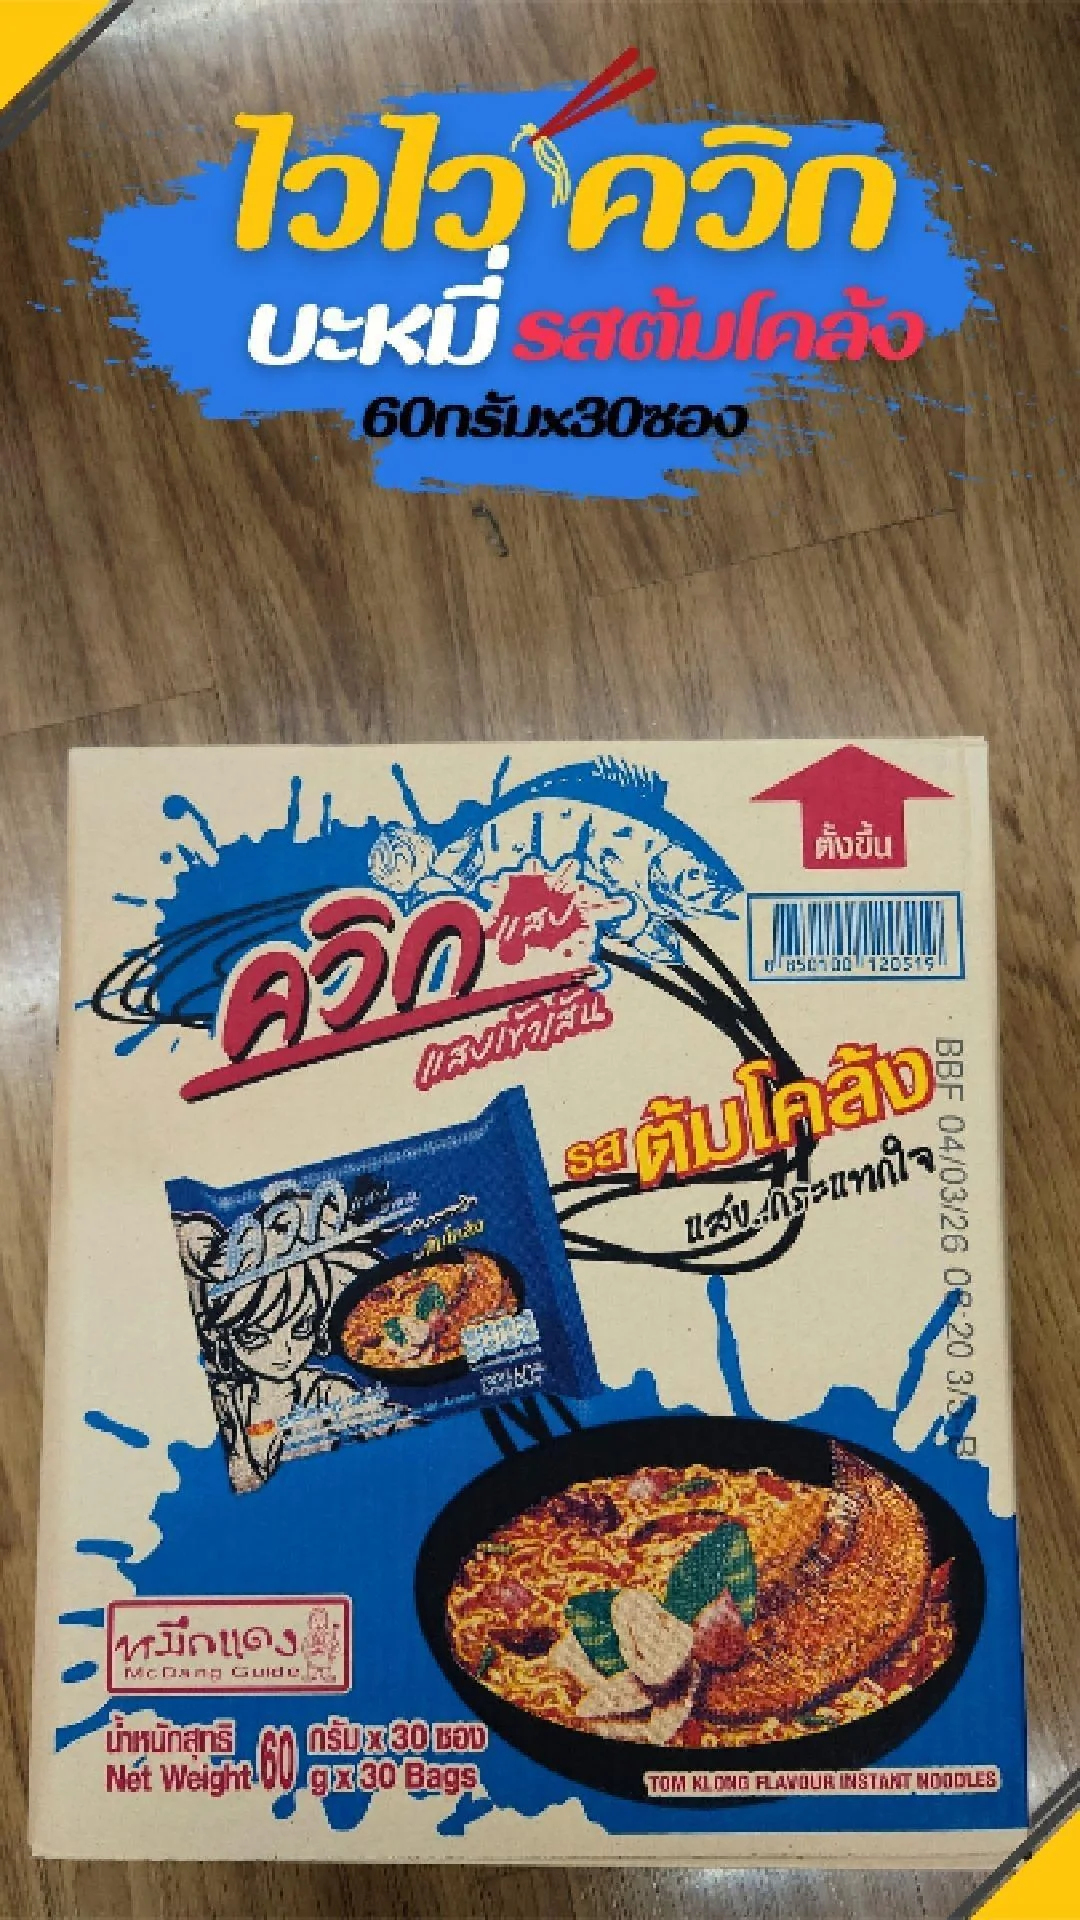 ไวไว ควิก
บะหมี่ รสต้มโคล้ง
60กรัมx30ซอง
ตั้งขึ้น
8 850100 120519
ควิกแสบ
แสบเข้าเส้น
รสต้มโคล้ง
แสบ..กระแทกใจ
BBF 04/03/26 08:20
หมึกแดง
McDang Guide
น้ำหนักสุทธิ 60 กรัม x 30 ซอง
Net Weight 60 g x 30 Bags
TOM KLONG FLAVOUR INSTANT NOODLES